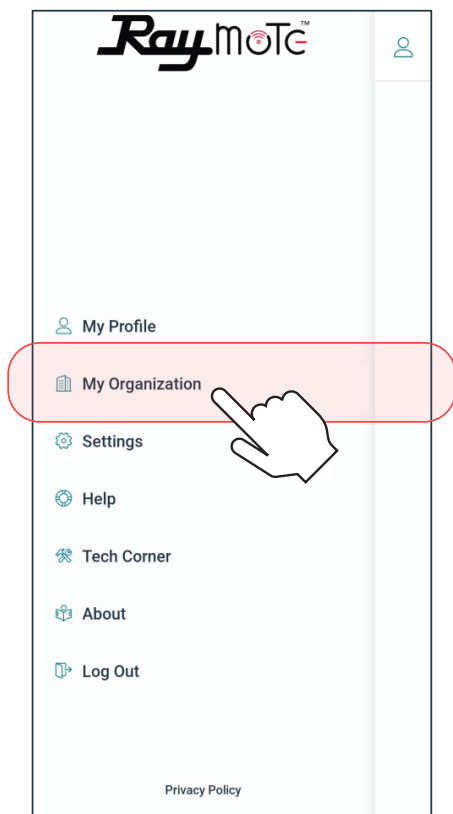 RaymoTe™
My Profile
My Organization
Settings
Help
Tech Corner
About
Log Out
Privacy Policy